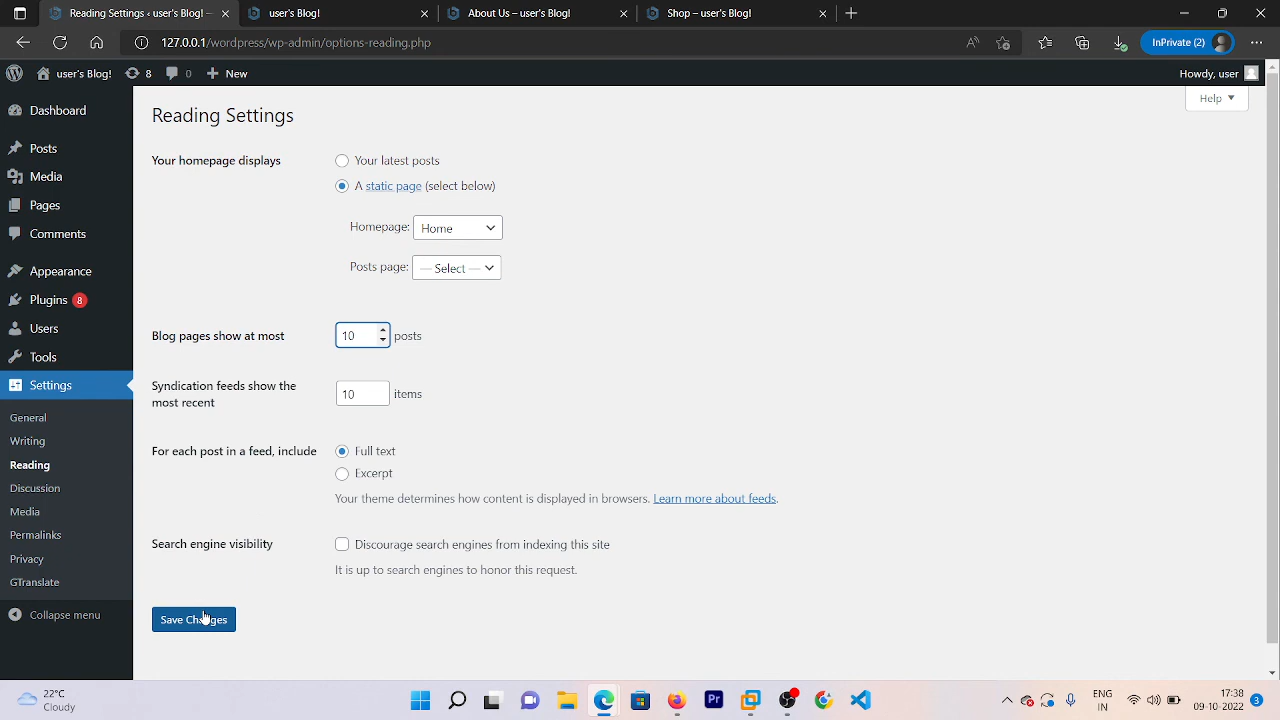 Reading Settings ‹ user's Blog! —
user's Blog!
About Us – user's Blog!
Shop – user's Blog!
127.0.0.1/wordpress/wp-admin/options-reading.php
InPrivate (2)
user's Blog!
8
0
New
Howdy, user
Help
Dashboard
Posts
Media
Pages
Comments
Appearance
Plugins 8
Users
Tools
Settings
General
Writing
Reading
Discussion
Media
Permalinks
Privacy
GTranslate
Collapse menu
Reading Settings
Your homepage displays
Your latest posts
A static page (select below)
Homepage: Home
Posts page: — Select —
Blog pages show at most
10 posts
Syndication feeds show the
most recent
10 items
For each post in a feed, include
Full text
Excerpt
Your theme determines how content is displayed in browsers. Learn more about feeds.
Search engine visibility
Discourage search engines from indexing this site
It is up to search engines to honor this request.
Save Changes
22°C
Cloudy
Pr
ENG
IN
17:38
09-10-2022
3